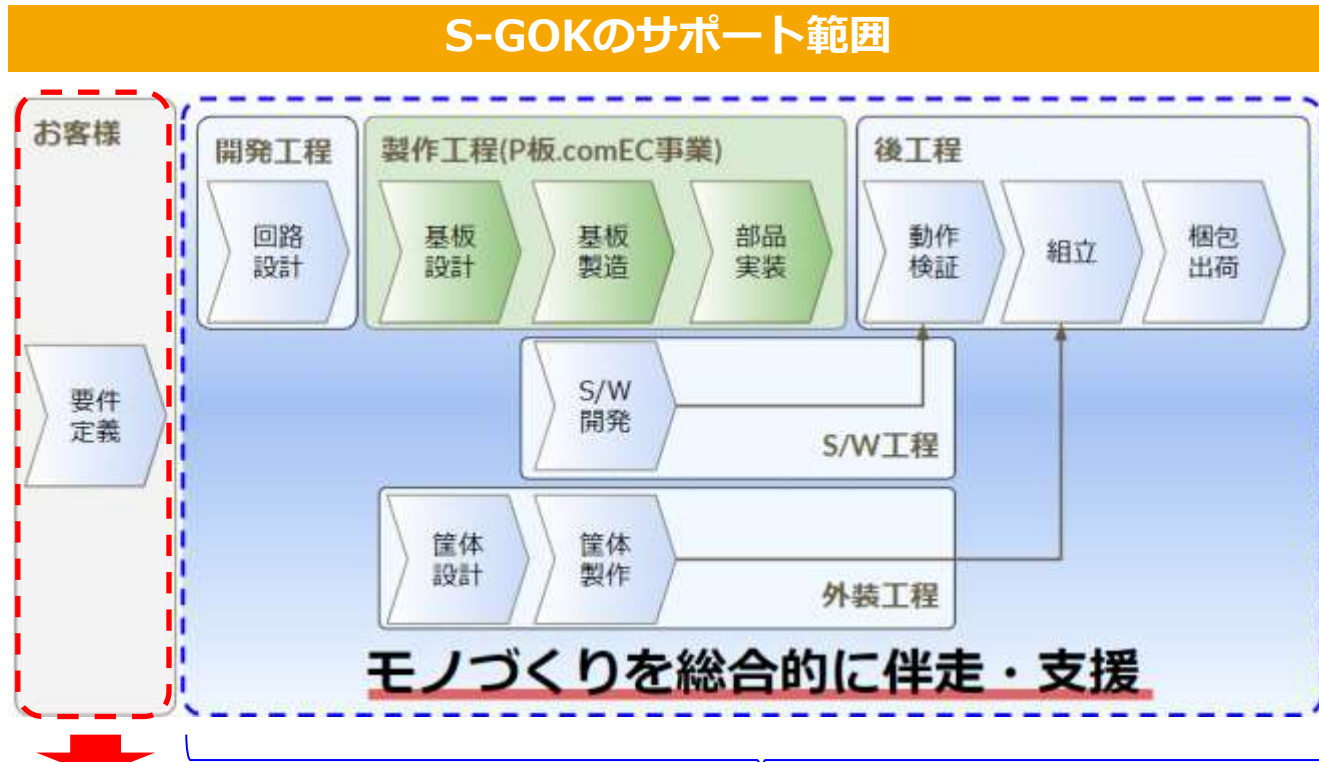 S-GOKのサポート範囲
お客様
要件
定義
開発工程
回路
設計
製作工程(P板.comEC事業)
基板
設計
基板
製造
部品
実装
後工程
動作
検証
組立
梱包
出荷
S/W
開発
S/W工程
筐体
設計
筐体
製作
外装工程
モノづくりを総合的に伴走・支援